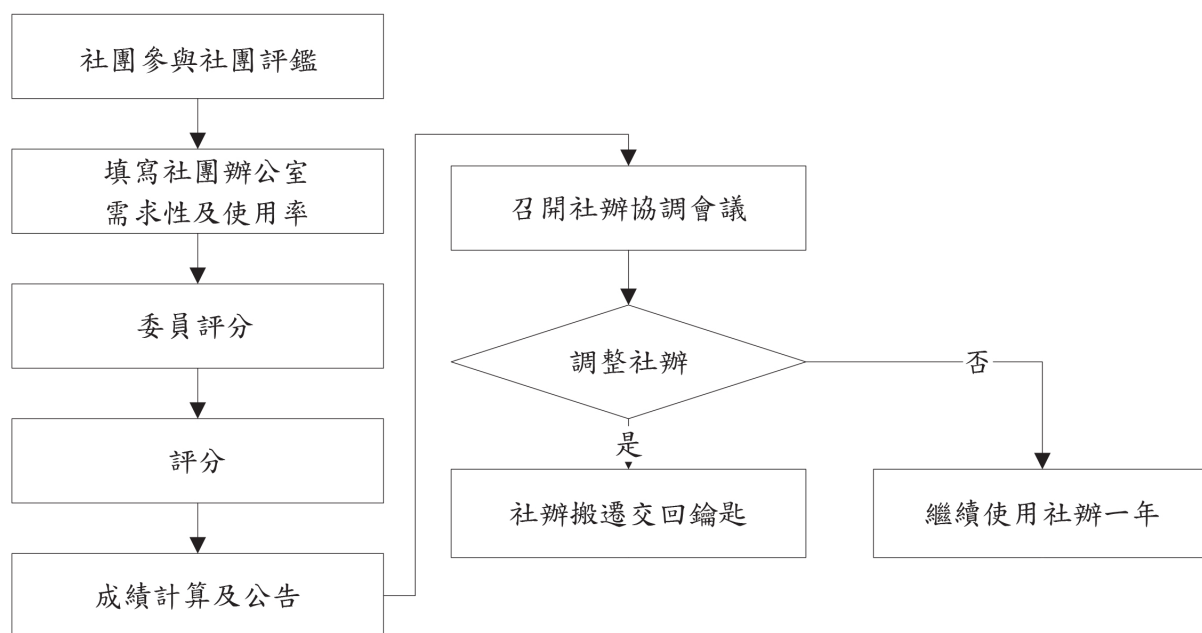 社團參與社團評鑑
填寫社團辦公室
需求性及使用率
委員評分
評分
成績計算及公告
召開社辦協調會議
調整社辦
否
是
社辦搬遷交回鑰匙
繼續使用社辦一年